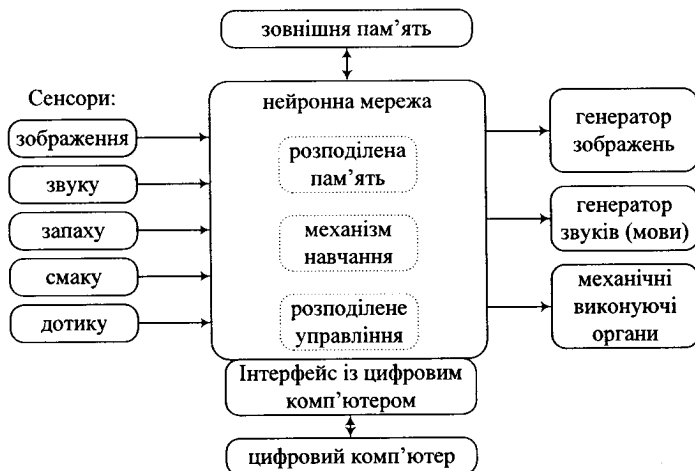 зовнішня пам’ять
Сенсори:
зображення
звуку
запаху
смаку
дотику
нейронна мережа
розподілена
пам’ять
механізм
навчання
розподілене
управління
генератор
зображень
генератор
звуків (мови)
механічні
виконуючі
органи
Інтерфейс із цифровим
комп’ютером
цифровий комп’ютер